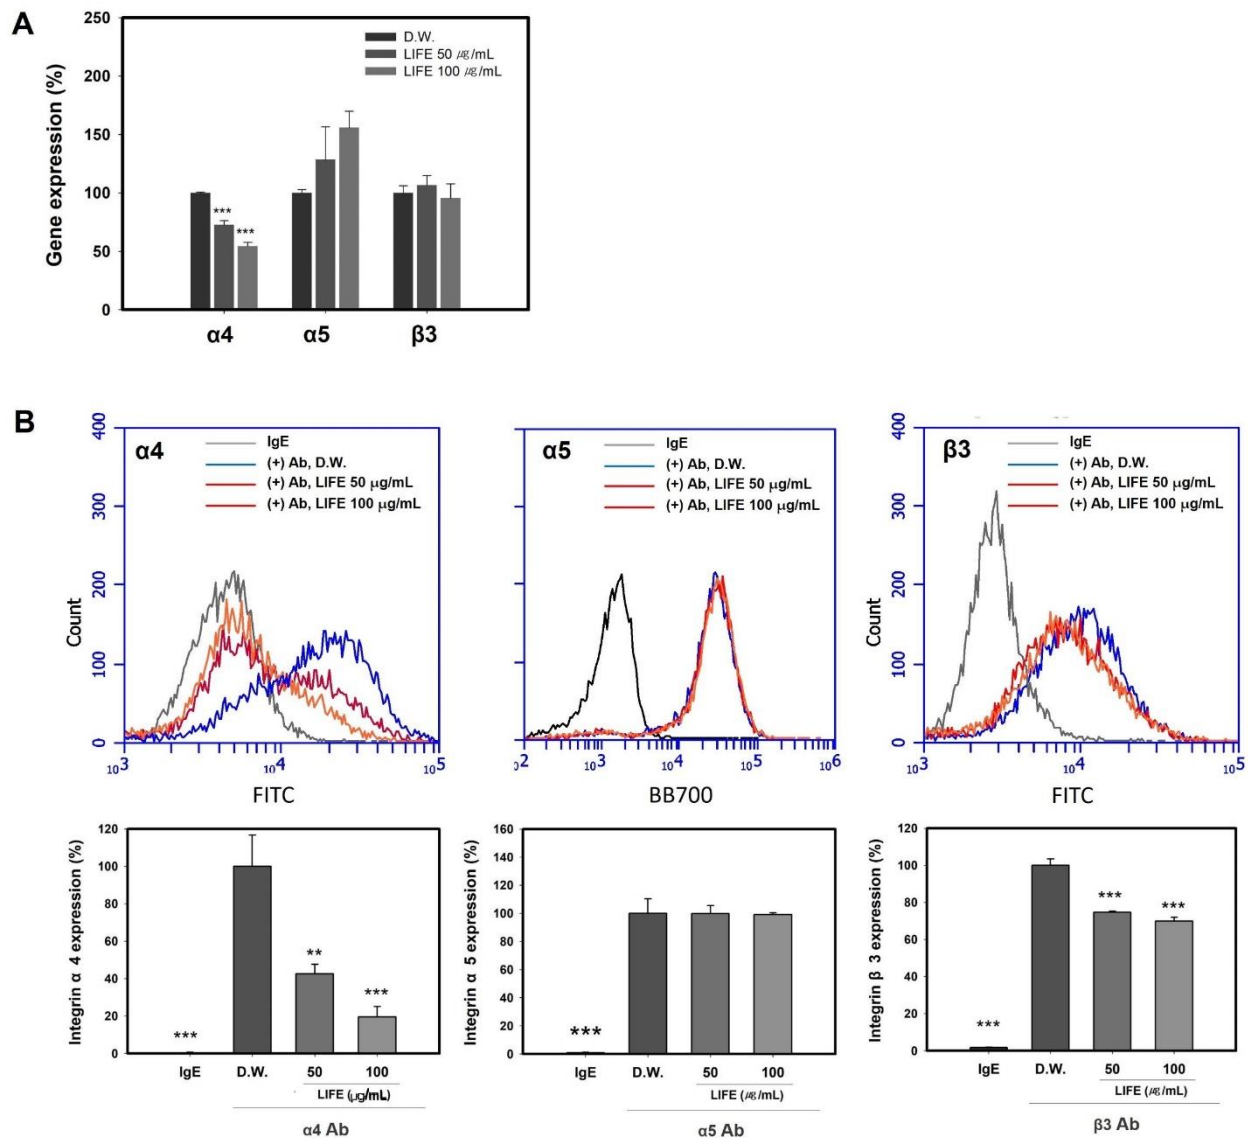 A
250
200
150
100
50
0
Gene expression (%)
D.W.
LIFE 50 ㎍/mL
LIFE 100 ㎍/mL
***
***
α4
α5
β3
B
400
300
200
100
0
Count
α4
IgE
(+) Ab, D.W.
(+) Ab, LIFE 50 μg/mL
(+) Ab, LIFE 100 μg/mL
10³
10⁴
10⁵
FITC
α5
IgE
(+) Ab, D.W.
(+) Ab, LIFE 50 μg/mL
(+) Ab, LIFE 100 μg/mL
10³
10⁴
10⁵
10⁶
BB700
400
300
200
100
0
Count
β3
IgE
(+) Ab, D.W.
(+) Ab, LIFE 50 μg/mL
(+) Ab, LIFE 100 μg/mL
10³
10⁴
10⁵
FITC
120
100
80
60
40
20
0
Integrin α 4 expression (%)
***
**
***
IgE
D.W.
50
100
LIFE (μg/mL)
α4 Ab
160
140
120
100
80
60
40
20
0
Integrin α 5 expression (%)
***
IgE
D.W.
50
100
LIFE (㎍/mL)
α5 Ab
120
100
80
60
40
20
0
Integrin β 3 expression (%)
***
***
***
IgE
D.W.
50
100
LIFE (㎍/mL)
β3 Ab